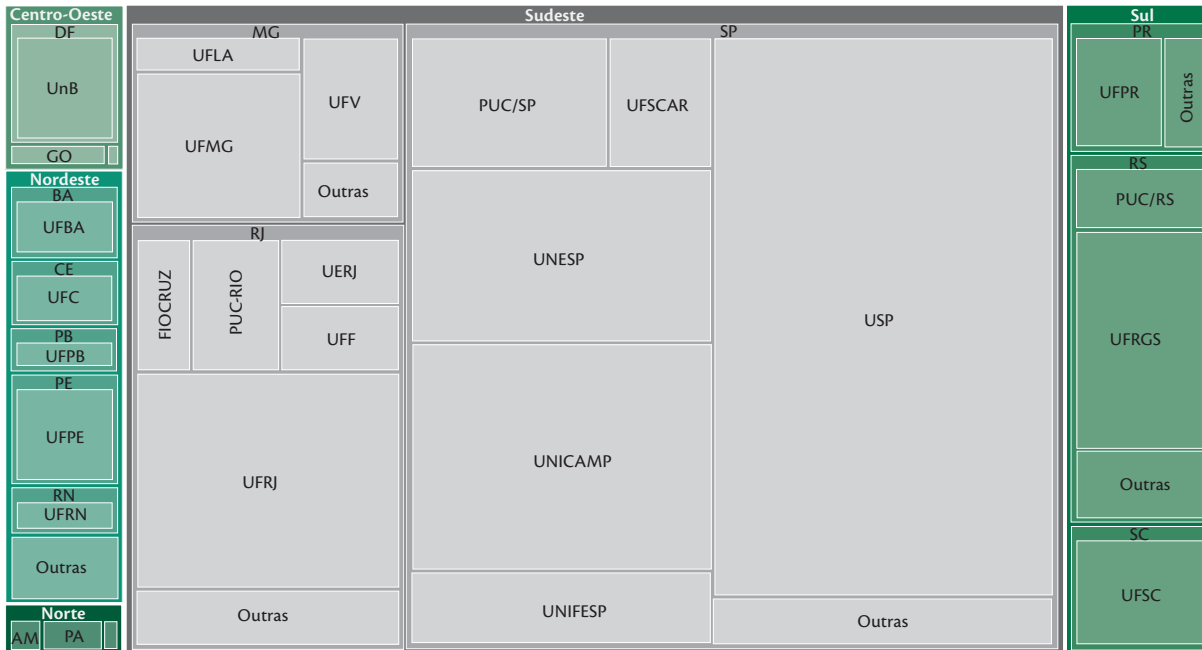 Centro-Oeste
DF
UnB
GO
Nordeste
BA
UFBA
CE
UFC
PB
UFPB
PE
UFPE
RN
UFRN
Outras
Norte
AM
PA
Sudeste
MG
UFLA
UFMG
UFV
Outras
RJ
FIOCRUZ
PUC-RIO
UERJ
UFF
UFRJ
Outras
SP
PUC/SP
UFSCAR
UNESP
UNICAMP
UNIFESP
USP
Outras
Sul
PR
UFPR
Outras
RS
PUC/RS
UFRGS
Outras
SC
UFSC